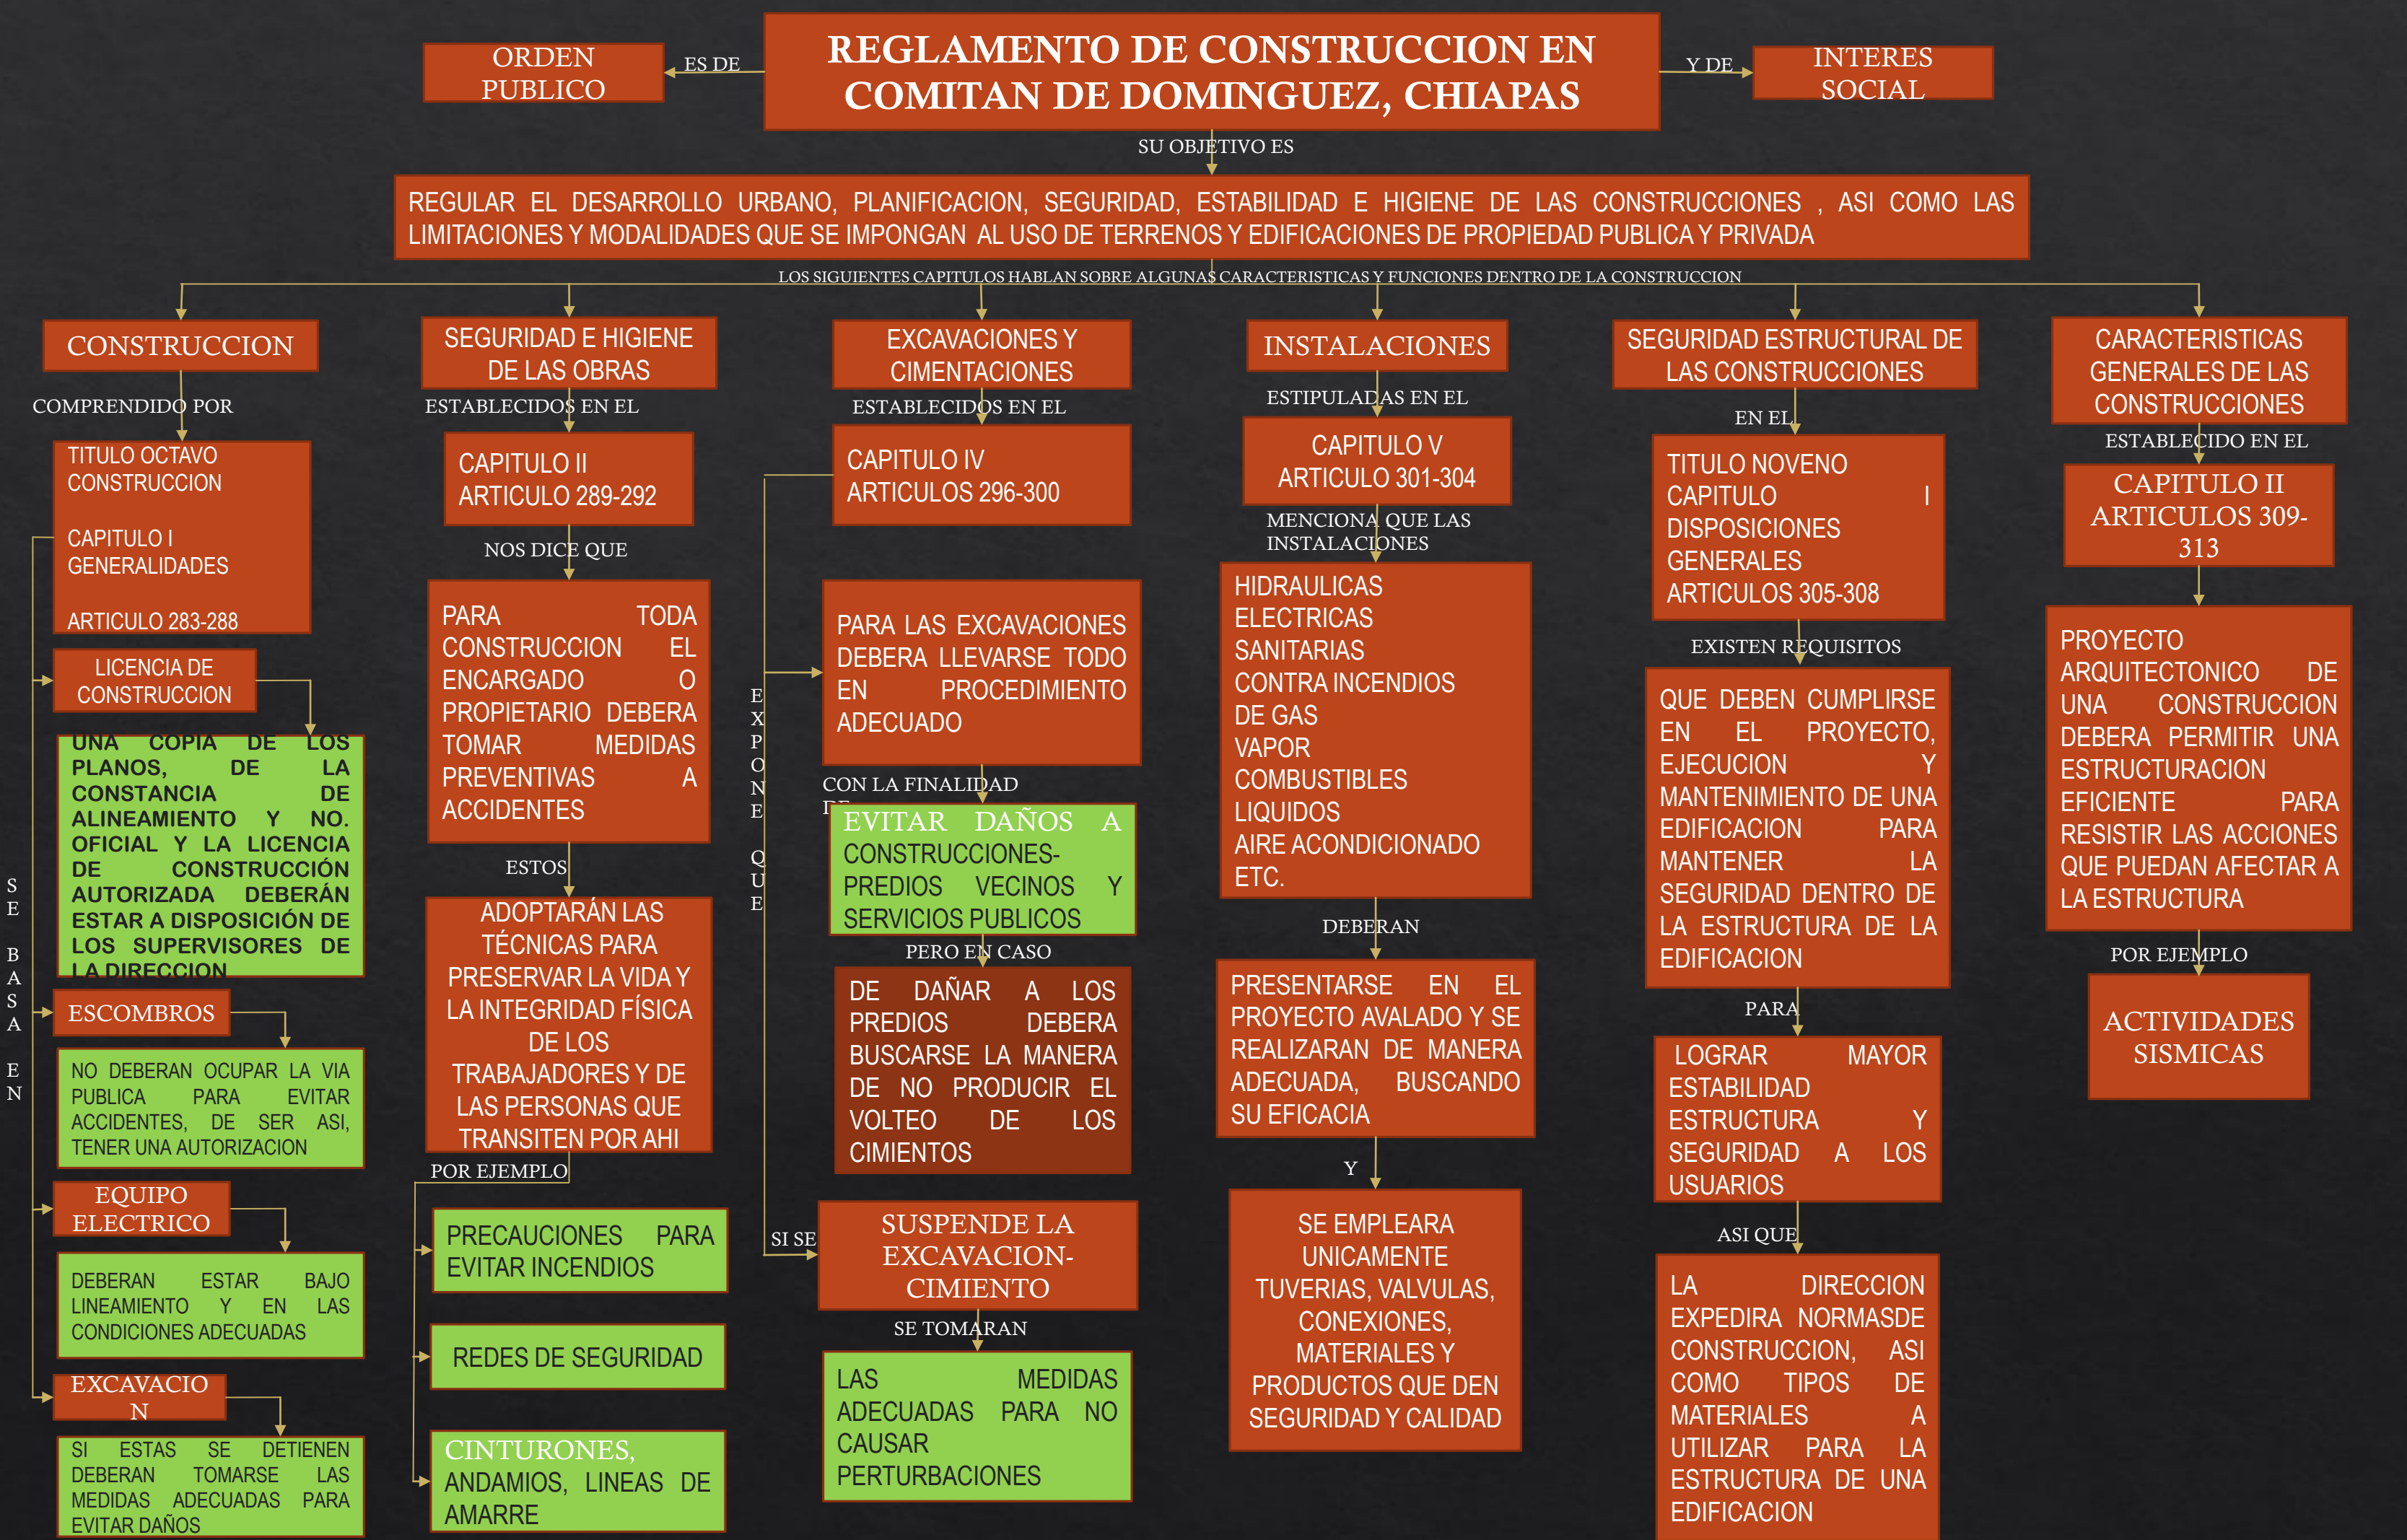 ORDEN
PUBLICO
ES DE
REGLAMENTO DE CONSTRUCCION EN
COMITAN DE DOMINGUEZ, CHIAPAS
Y DE
INTERES
SOCIAL
SU OBJETIVO ES
REGULAR EL DESARROLLO URBANO, PLANIFICACION, SEGURIDAD, ESTABILIDAD E HIGIENE DE LAS CONSTRUCCIONES , ASI COMO LAS
LIMITACIONES Y MODALIDADES QUE SE IMPONGAN AL USO DE TERRENOS Y EDIFICACIONES DE PROPIEDAD PUBLICA Y PRIVADA
LOS SIGUIENTES CAPITULOS HABLAN SOBRE ALGUNAS CARACTERISTICAS Y FUNCIONES DENTRO DE LA CONSTRUCCION
CONSTRUCCION
COMPRENDIDO POR
TITULO OCTAVO
CONSTRUCCION
CAPITULO I
GENERALIDADES
ARTICULO 283-288
SE BASA EN
LICENCIA DE
CONSTRUCCION
UNA COPIA DE LOS
PLANOS, DE LA
CONSTANCIA DE
ALINEAMIENTO Y NO.
OFICIAL Y LA LICENCIA
DE CONSTRUCCIÓN
AUTORIZADA DEBERÁN
ESTAR A DISPOSICIÓN DE
LOS SUPERVISORES DE
LA DIRECCION
ESCOMBROS
NO DEBERAN OCUPAR LA VIA
PUBLICA PARA EVITAR
ACCIDENTES, DE SER ASI,
TENER UNA AUTORIZACION
EQUIPO
ELECTRICO
DEBERAN ESTAR BAJO
LINEAMIENTO Y EN LAS
CONDICIONES ADECUADAS
EXCAVACIO
N
SI ESTAS SE DETIENEN
DEBERAN TOMARSE LAS
MEDIDAS ADECUADAS PARA
EVITAR DAÑOS
SEGURIDAD E HIGIENE
DE LAS OBRAS
ESTABLECIDOS EN EL
CAPITULO II
ARTICULO 289-292
NOS DICE QUE
PARA TODA
CONSTRUCCION EL
ENCARGADO O
PROPIETARIO DEBERA
TOMAR MEDIDAS
PREVENTIVAS A
ACCIDENTES
ESTOS
ADOPTARÁN LAS
TÉCNICAS PARA
PRESERVAR LA VIDA Y
LA INTEGRIDAD FÍSICA
DE LOS
TRABAJADORES Y DE
LAS PERSONAS QUE
TRANSITEN POR AHI
POR EJEMPLO
PRECAUCIONES PARA
EVITAR INCENDIOS
REDES DE SEGURIDAD
CINTURONES,
ANDAMIOS, LINEAS DE
AMARRE
EXCAVACIONES Y
CIMENTACIONES
ESTABLECIDOS EN EL
CAPITULO IV
ARTICULOS 296-300
EXPONE QUE
PARA LAS EXCAVACIONES
DEBERA LLEVARSE TODO
EN PROCEDIMIENTO
ADECUADO
CON LA FINALIDAD
DE
EVITAR DAÑOS A
CONSTRUCCIONES-
PREDIOS VECINOS Y
SERVICIOS PUBLICOS
PERO EN CASO
DE DAÑAR A LOS
PREDIOS DEBERA
BUSCARSE LA MANERA
DE NO PRODUCIR EL
VOLTEO DE LOS
CIMIENTOS
SI SE
SUSPENDE LA
EXCAVACION-
CIMIENTO
SE TOMARAN
LAS MEDIDAS
ADECUADAS PARA NO
CAUSAR
PERTURBACIONES
INSTALACIONES
ESTIPULADAS EN EL
CAPITULO V
ARTICULO 301-304
MENCIONA QUE LAS
INSTALACIONES
HIDRAULICAS
ELECTRICAS
SANITARIAS
CONTRA INCENDIOS
DE GAS
VAPOR
COMBUSTIBLES
LIQUIDOS
AIRE ACONDICIONADO
ETC.
DEBERAN
PRESENTARSE EN EL
PROYECTO AVALADO Y SE
REALIZARAN DE MANERA
ADECUADA, BUSCANDO
SU EFICACIA
Y
SE EMPLEARA
UNICAMENTE
TUVERIAS, VALVULAS,
CONEXIONES,
MATERIALES Y
PRODUCTOS QUE DEN
SEGURIDAD Y CALIDAD
SEGURIDAD ESTRUCTURAL DE
LAS CONSTRUCCIONES
EN EL
TITULO NOVENO
CAPITULO I
DISPOSICIONES
GENERALES
ARTICULOS 305-308
EXISTEN REQUISITOS
QUE DEBEN CUMPLIRSE
EN EL PROYECTO,
EJECUCION Y
MANTENIMIENTO DE UNA
EDIFICACION PARA
MANTENER LA
SEGURIDAD DENTRO DE
LA ESTRUCTURA DE LA
EDIFICACION
PARA
LOGRAR MAYOR
ESTABILIDAD
ESTRUCTURA Y
SEGURIDAD A LOS
USUARIOS
ASI QUE
LA DIRECCION
EXPEDIRA NORMASDE
CONSTRUCCION, ASI
COMO TIPOS DE
MATERIALES A
UTILIZAR PARA LA
ESTRUCTURA DE UNA
EDIFICACION
CARACTERISTICAS
GENERALES DE LAS
CONSTRUCCIONES
ESTABLECIDO EN EL
CAPITULO II
ARTICULOS 309-
313
PROYECTO
ARQUITECTONICO DE
UNA CONSTRUCCION
DEBERA PERMITIR UNA
ESTRUCTURACION
EFICIENTE PARA
RESISTIR LAS ACCIONES
QUE PUEDAN AFECTAR A
LA ESTRUCTURA
POR EJEMPLO
ACTIVIDADES
SISMICAS